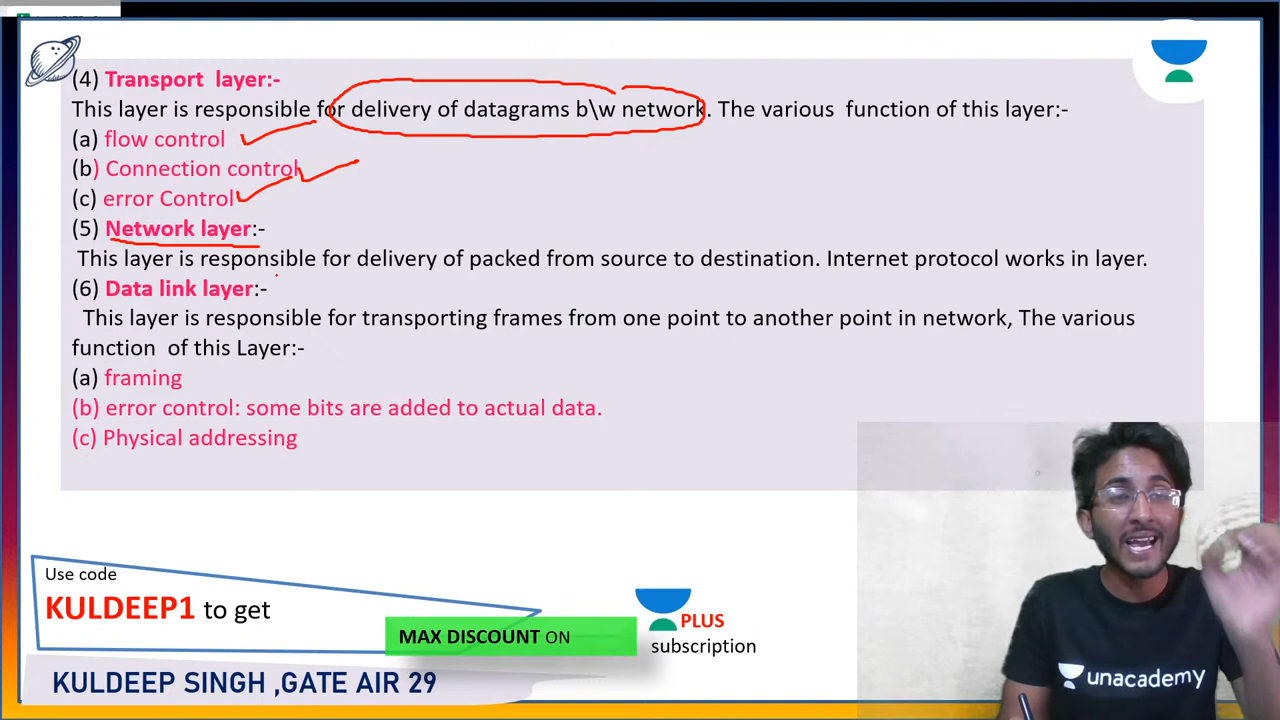 (4) Transport layer:-
This layer is responsible for delivery of datagrams b\w network. The various function of this layer:-
(a) flow control
(b) Connection control
(c) error Control
(5) Network layer:-
This layer is responsible for delivery of packed from source to destination. Internet protocol works in layer.
(6) Data link layer:-
This layer is responsible for transporting frames from one point to another point in network, The various
function of this Layer:-
(a) framing
(b) error control: some bits are added to actual data.
(c) Physical addressing
Use code
KULDEEP1 to get
MAX DISCOUNT ON
PLUS
subscription
KULDEEP SINGH ,GATE AIR 29
unacademy